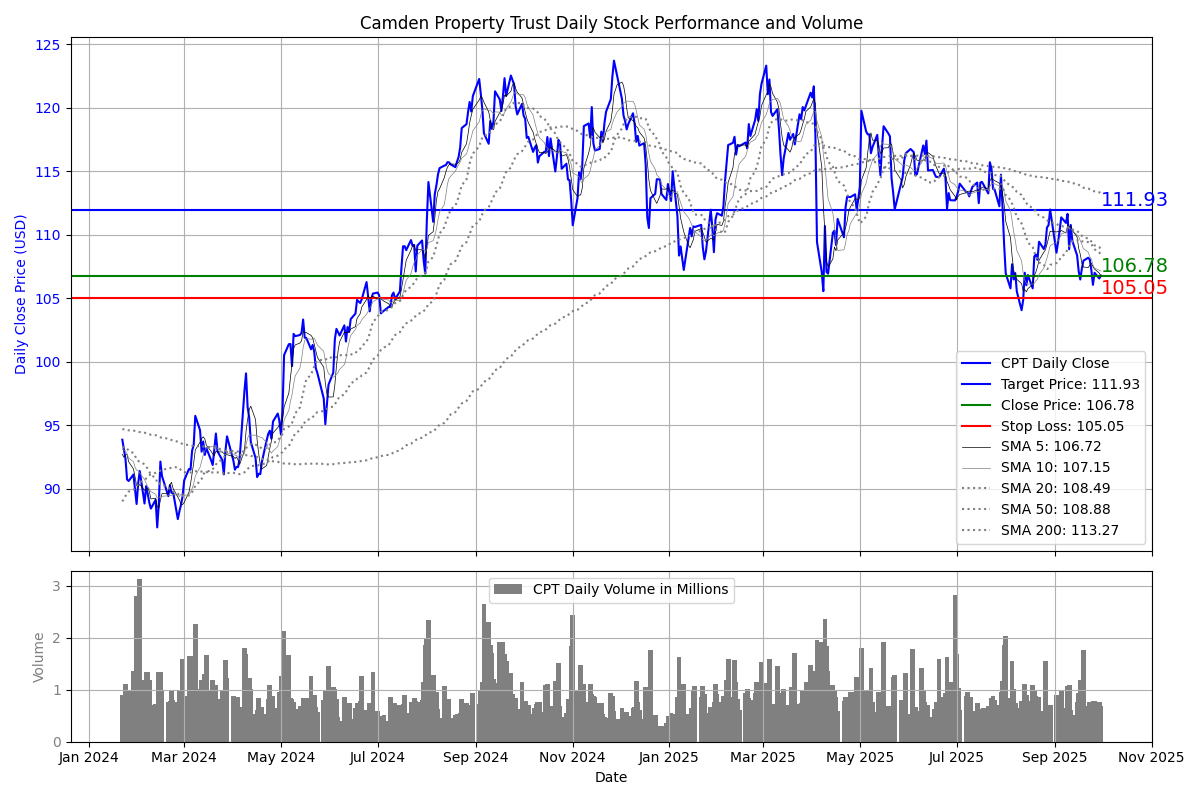 Camden Property Trust Daily Stock Performance and Volume
Daily Close Price (USD)
125
120
115
110
105
100
95
90
111.93
106.78
105.05
CPT Daily Close
Target Price: 111.93
Close Price: 106.78
Stop Loss: 105.05
SMA 5: 106.72
SMA 10: 107.15
SMA 20: 108.49
SMA 50: 108.88
SMA 200: 113.27
Volume
3
2
1
0
CPT Daily Volume in Millions
Jan 2024
Mar 2024
May 2024
Jul 2024
Sep 2024
Nov 2024
Jan 2025
Mar 2025
May 2025
Jul 2025
Sep 2025
Nov 2025
Date